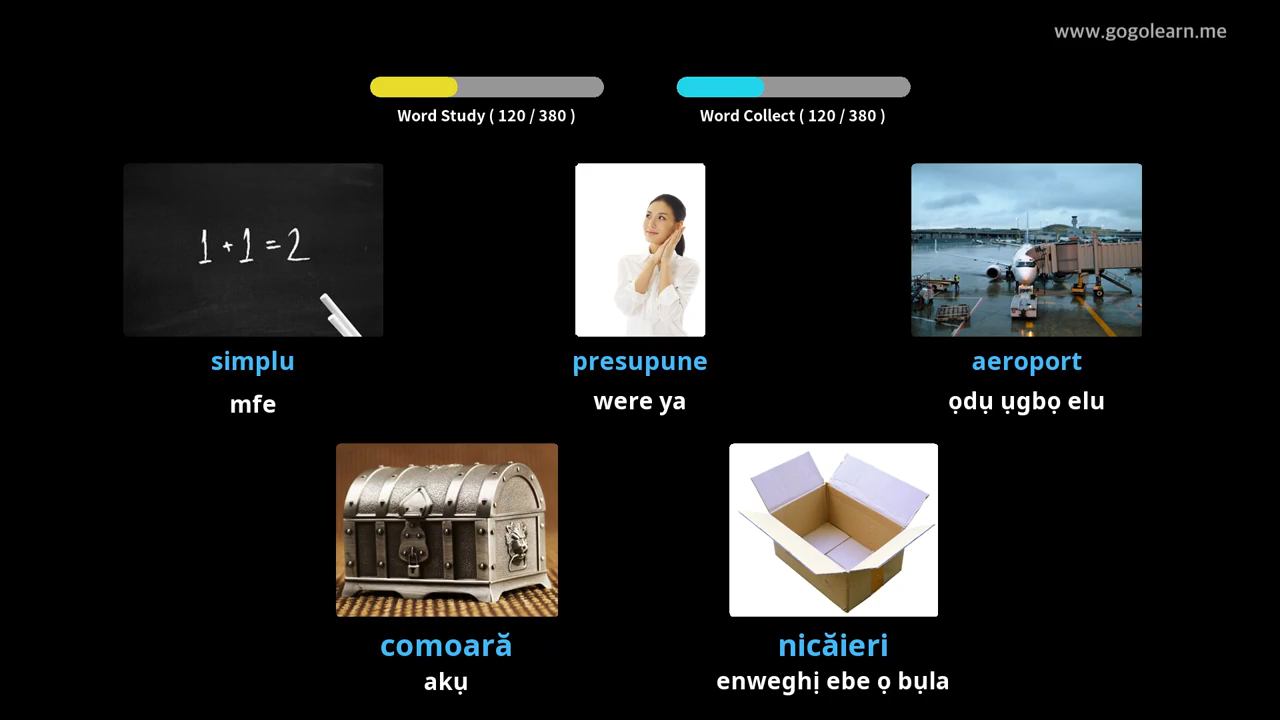 www.gogolearn.me
Word Study ( 120 / 380 )
Word Collect ( 120 / 380 )
1 + 1 = 2
simplu
presupune
aeroport
mfe
were ya
ọdụ ụgbọ elu
comoară
nicăieri
akụ
enweghị ebe ọ bụla